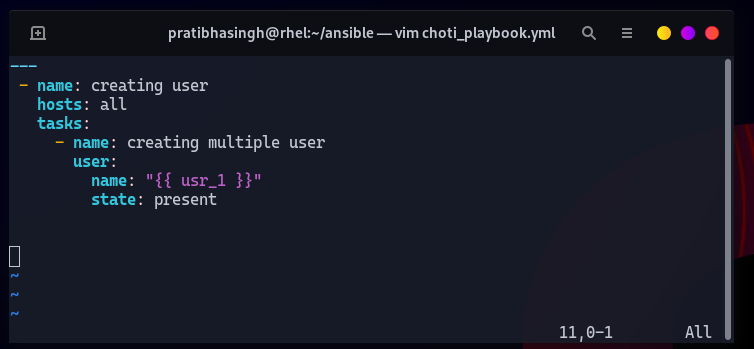 pratibhasingh@rhel:~/ansible — vim choti_playbook.yml
---
 - name: creating user
   hosts: all
   tasks:
     - name: creating multiple user
       user:
         name: "{{ usr_1 }}"
         state: present
~
~
~
11,0-1 All